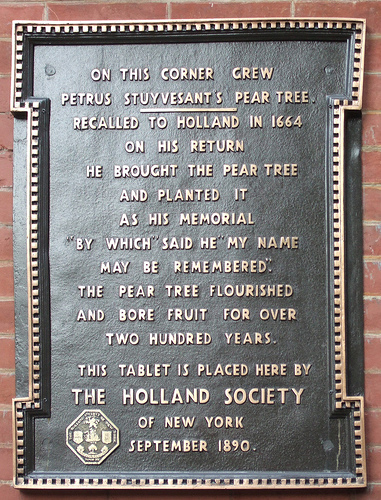 ON THIS CORNER GREW
PETRUS STUYVESANT'S PEAR TREE.
RECALLED TO HOLLAND IN 1664
ON HIS RETURN
HE BROUGHT THE PEAR TREE
AND PLANTED IT
AS HIS MEMORIAL
"BY WHICH" SAID HE "MY NAME
MAY BE REMEMBERED".
THE PEAR TREE FLOURISHED
AND BORE FRUIT FOR OVER
TWO HUNDRED YEARS.
THIS TABLET IS PLACED HERE BY
THE HOLLAND SOCIETY
OF NEW YORK
SEPTEMBER 1890.